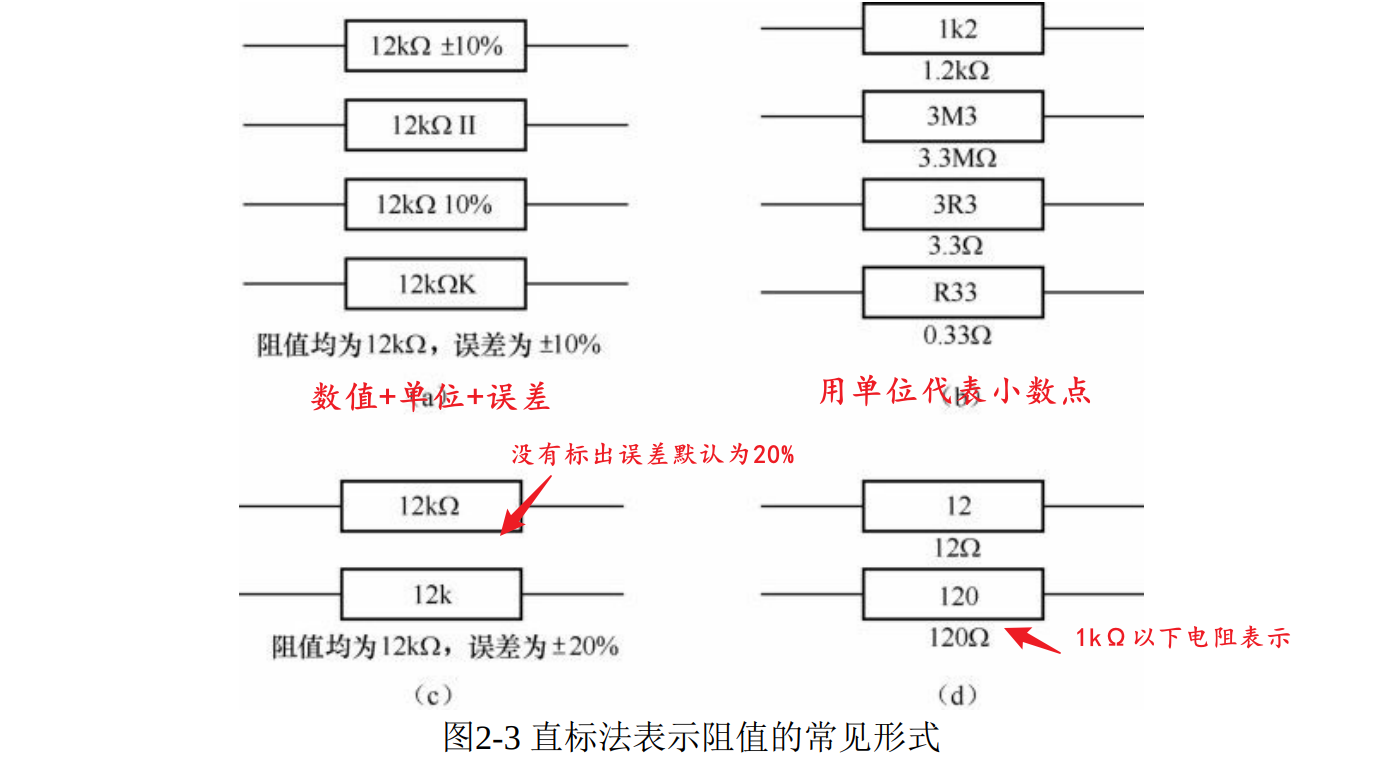 12kΩ ±10%
12kΩ II
12kΩ 10%
12kΩK
阻值均为12kΩ，误差为±10%
(a)
数值+单位+误差
1k2
1.2kΩ
3M3
3.3MΩ
3R3
3.3Ω
R33
0.33Ω
(b)
用单位代表小数点
没有标出误差默认为20%
12kΩ
12k
阻值均为12kΩ，误差为±20%
（c）
12
12Ω
120
120Ω
1kΩ以下电阻表示
（d）
图2-3 直标法表示阻值的常见形式